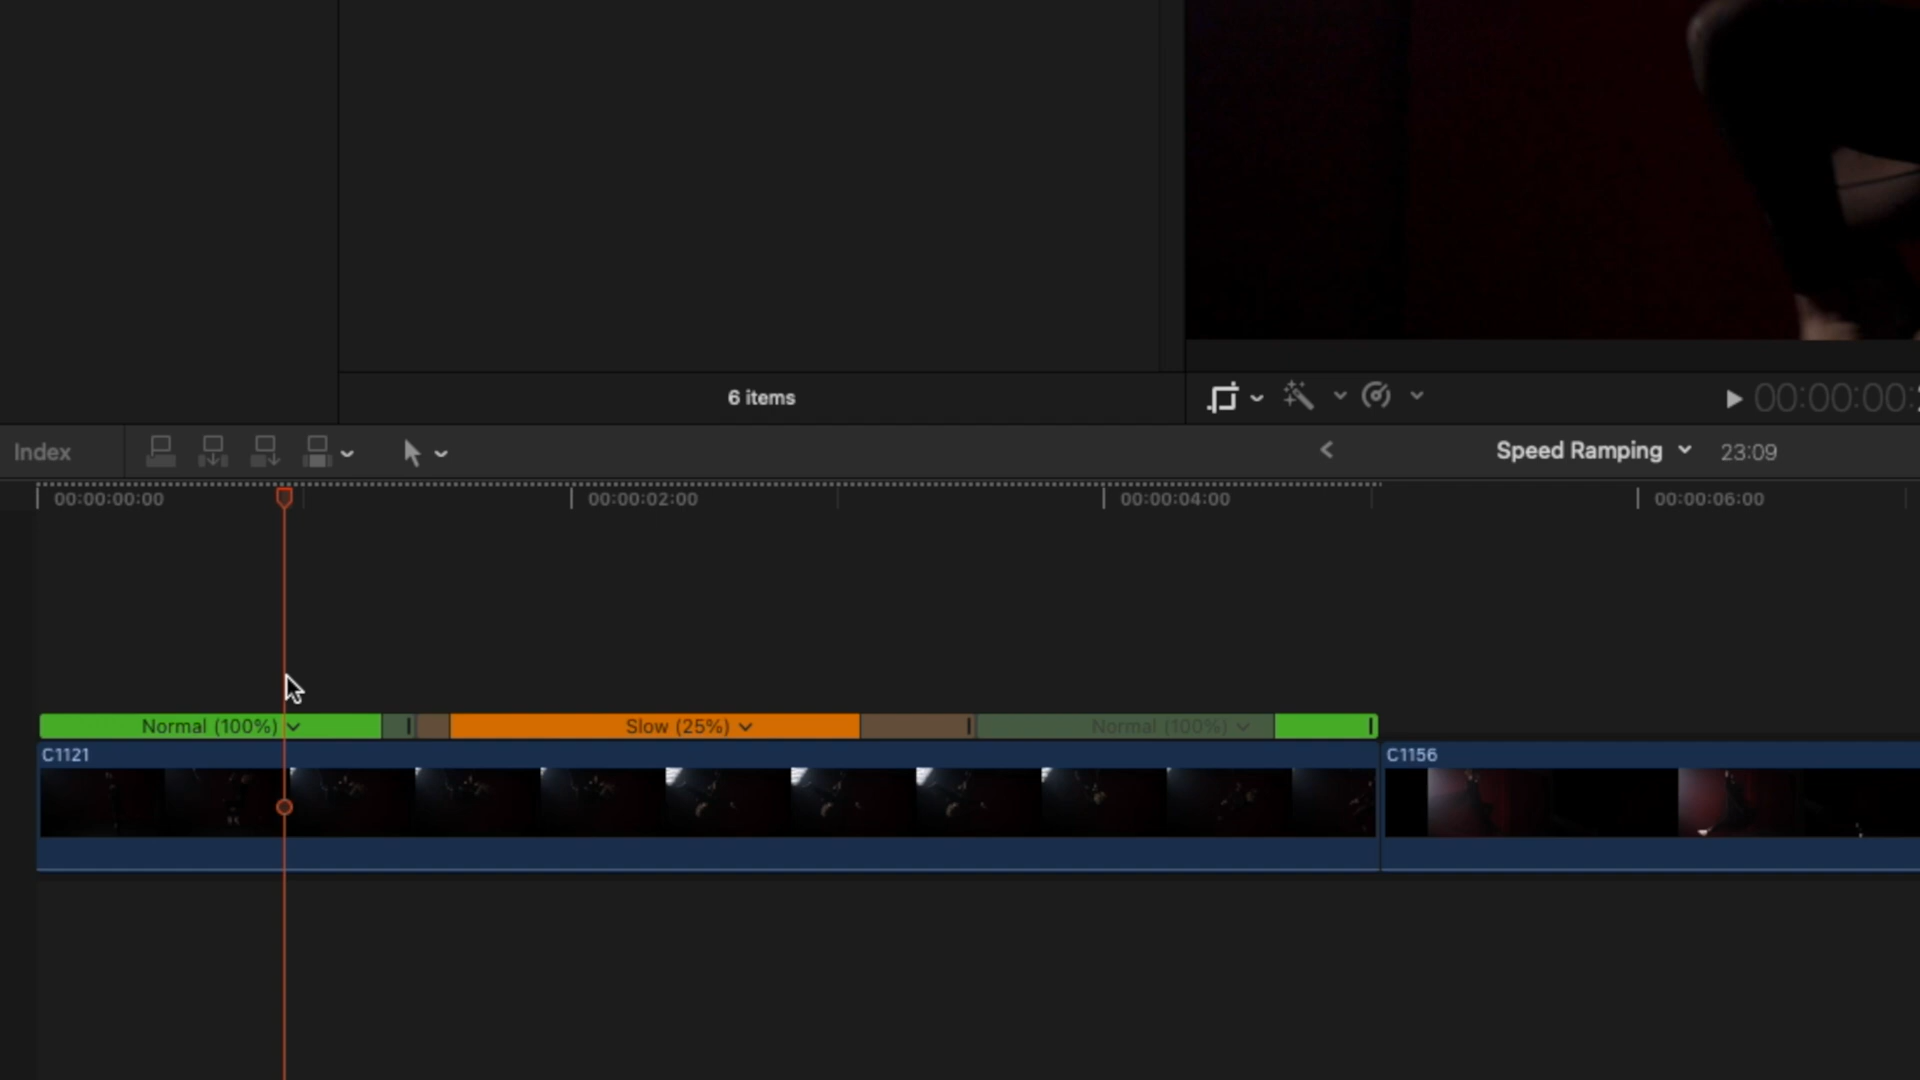 6 items
00:00:00:
Index
Speed Ramping
23:09
00:00:00:00
00:00:02:00
00:00:04:00
00:00:06:00
Normal (100%)
Slow (25%)
Normal (100%)
C1121
C1156